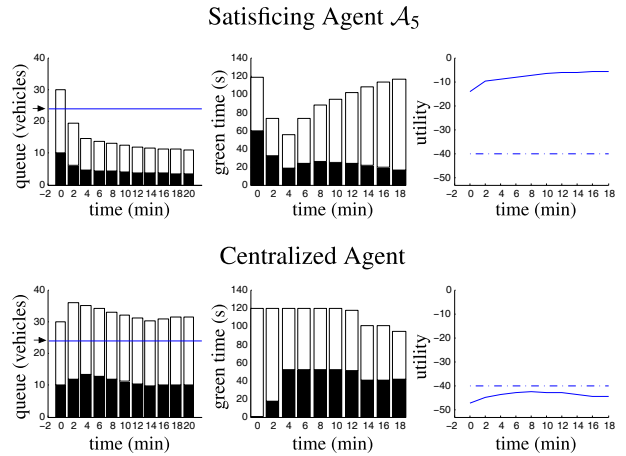 Satisficing Agent 𝒜5
queue (vehicles)
40
30
20
10
0
−2 0 2 4 6 8 10 12 14 16 18 20
time (min)
green time (s)
140
120
100
80
60
40
20
0
0 2 4 6 8 10 12 14 16 18
time (min)
utility
0
−10
−20
−30
−40
−50
−2 0 2 4 6 8 10 12 14 16 18
time (min)
Centralized Agent
queue (vehicles)
40
30
20
10
0
−2 0 2 4 6 8 10 12 14 16 18 20
time (min)
green time (s)
140
120
100
80
60
40
20
0
0 2 4 6 8 10 12 14 16 18
time (min)
utility
0
−10
−20
−30
−40
−50
−2 0 2 4 6 8 10 12 14 16 18
time (min)